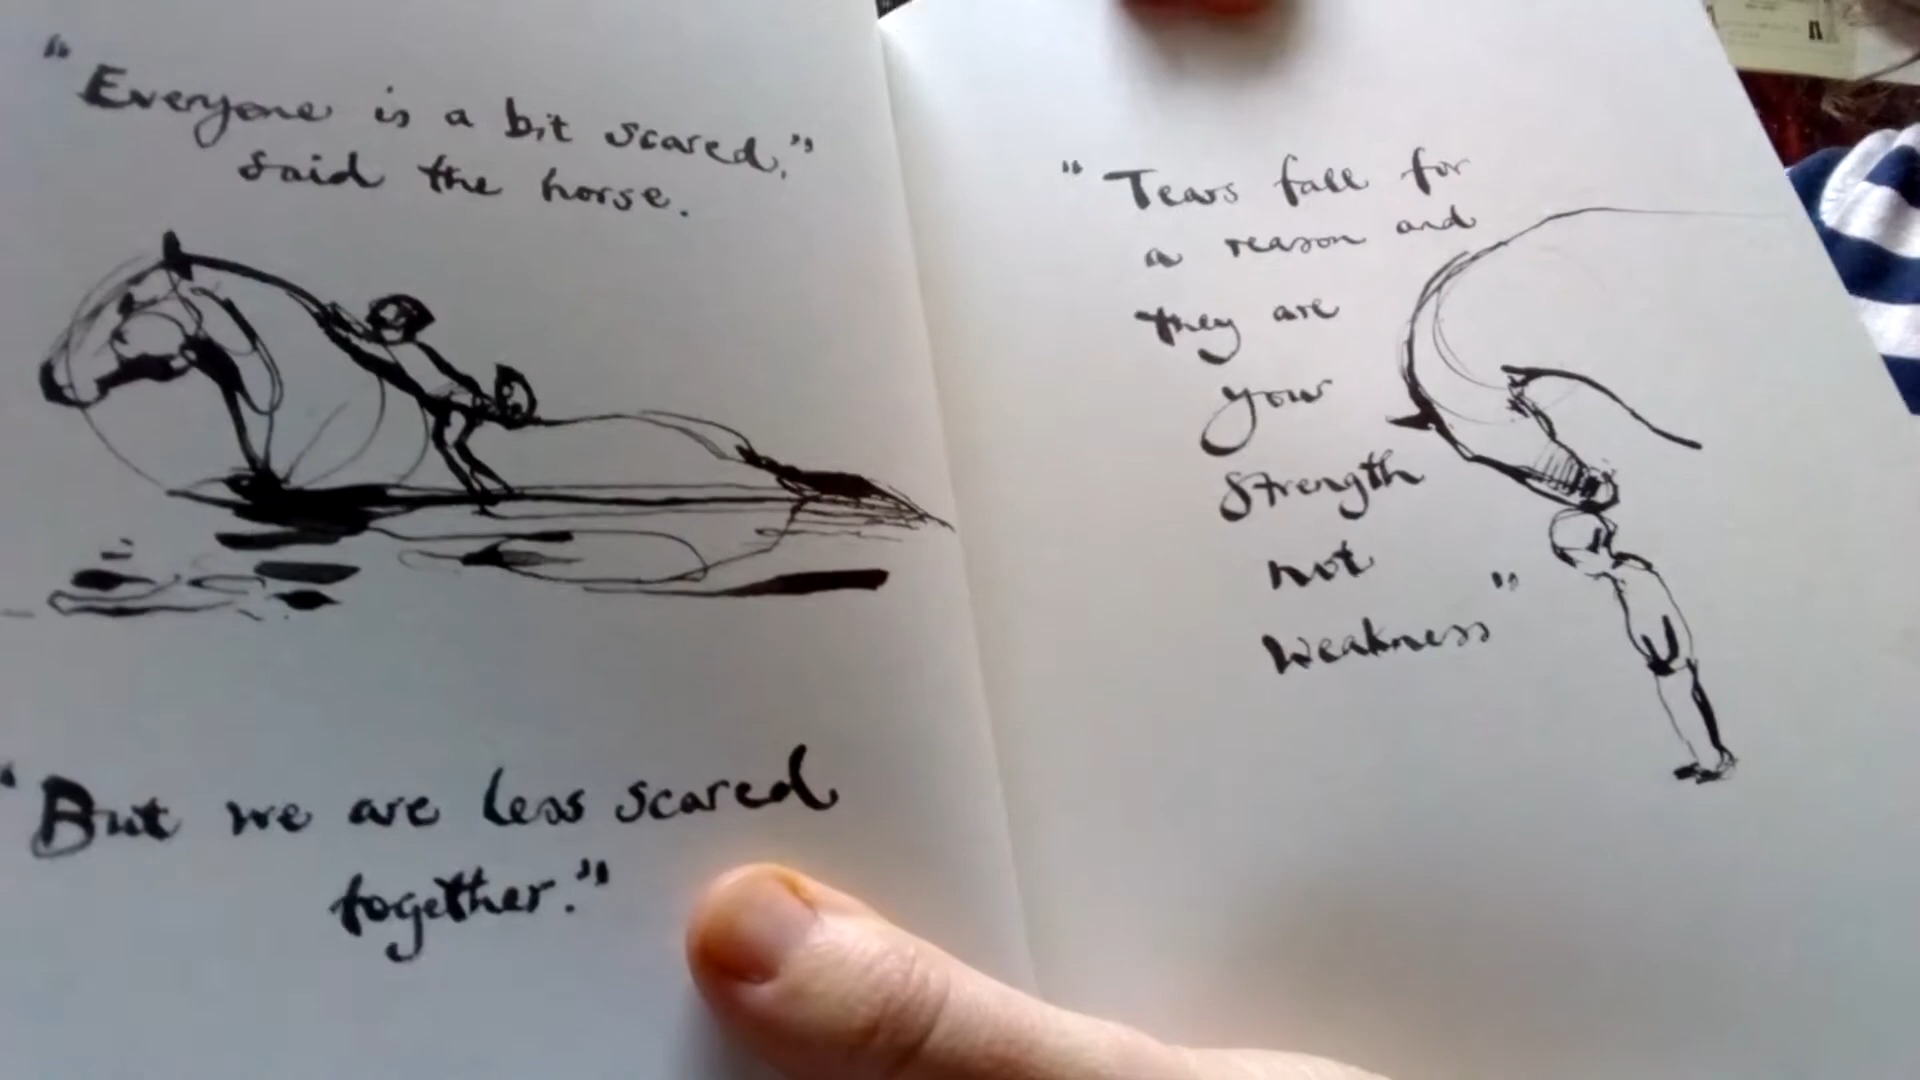 "Everyone is a bit scared,"
said the horse.
"But we are less scared
together."
"Tears fall for
a reason and
they are
your
strength
not
weakness"